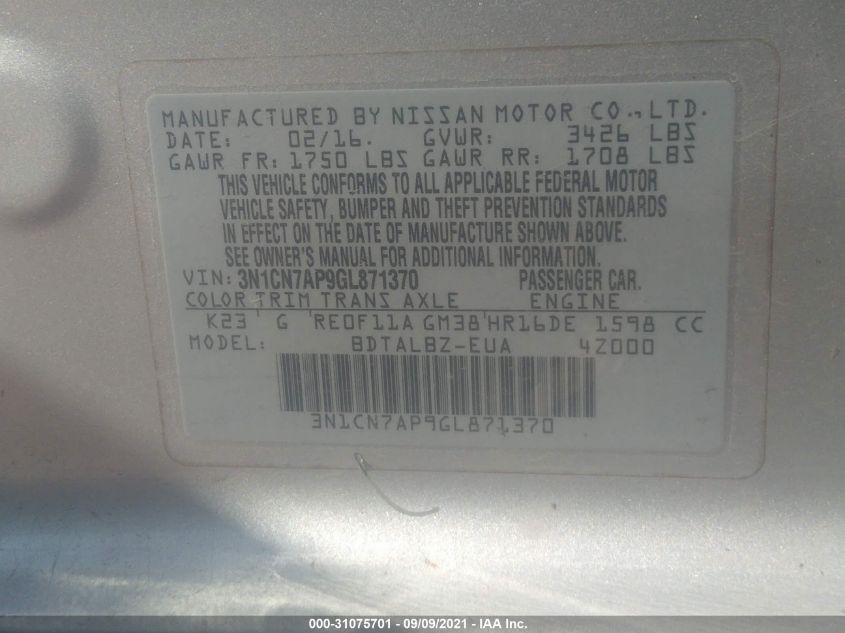 MANUFACTURED BY NISSAN MOTOR CO., LTD.
DATE: 02/16. GVWR: 3426 LBS
GAWR FR: 1750 LBS GAWR RR: 1708 LBS
THIS VEHICLE CONFORMS TO ALL APPLICABLE FEDERAL MOTOR
VEHICLE SAFETY, BUMPER AND THEFT PREVENTION STANDARDS
IN EFFECT ON THE DATE OF MANUFACTURE SHOWN ABOVE.
SEE OWNER'S MANUAL FOR ADDITIONAL INFORMATION.
VIN: 3N1CN7AP9GL871370 PASSENGER CAR.
COLOR TRIM TRANS AXLE ENGINE
K23 G RE0F11A GM38 HR16DE 1598 CC
MODEL: BDTALBZ-EUA 4Z000
3N1CN7AP9GL871370
000-31075701 - 09/09/2021 - IAA, Inc.